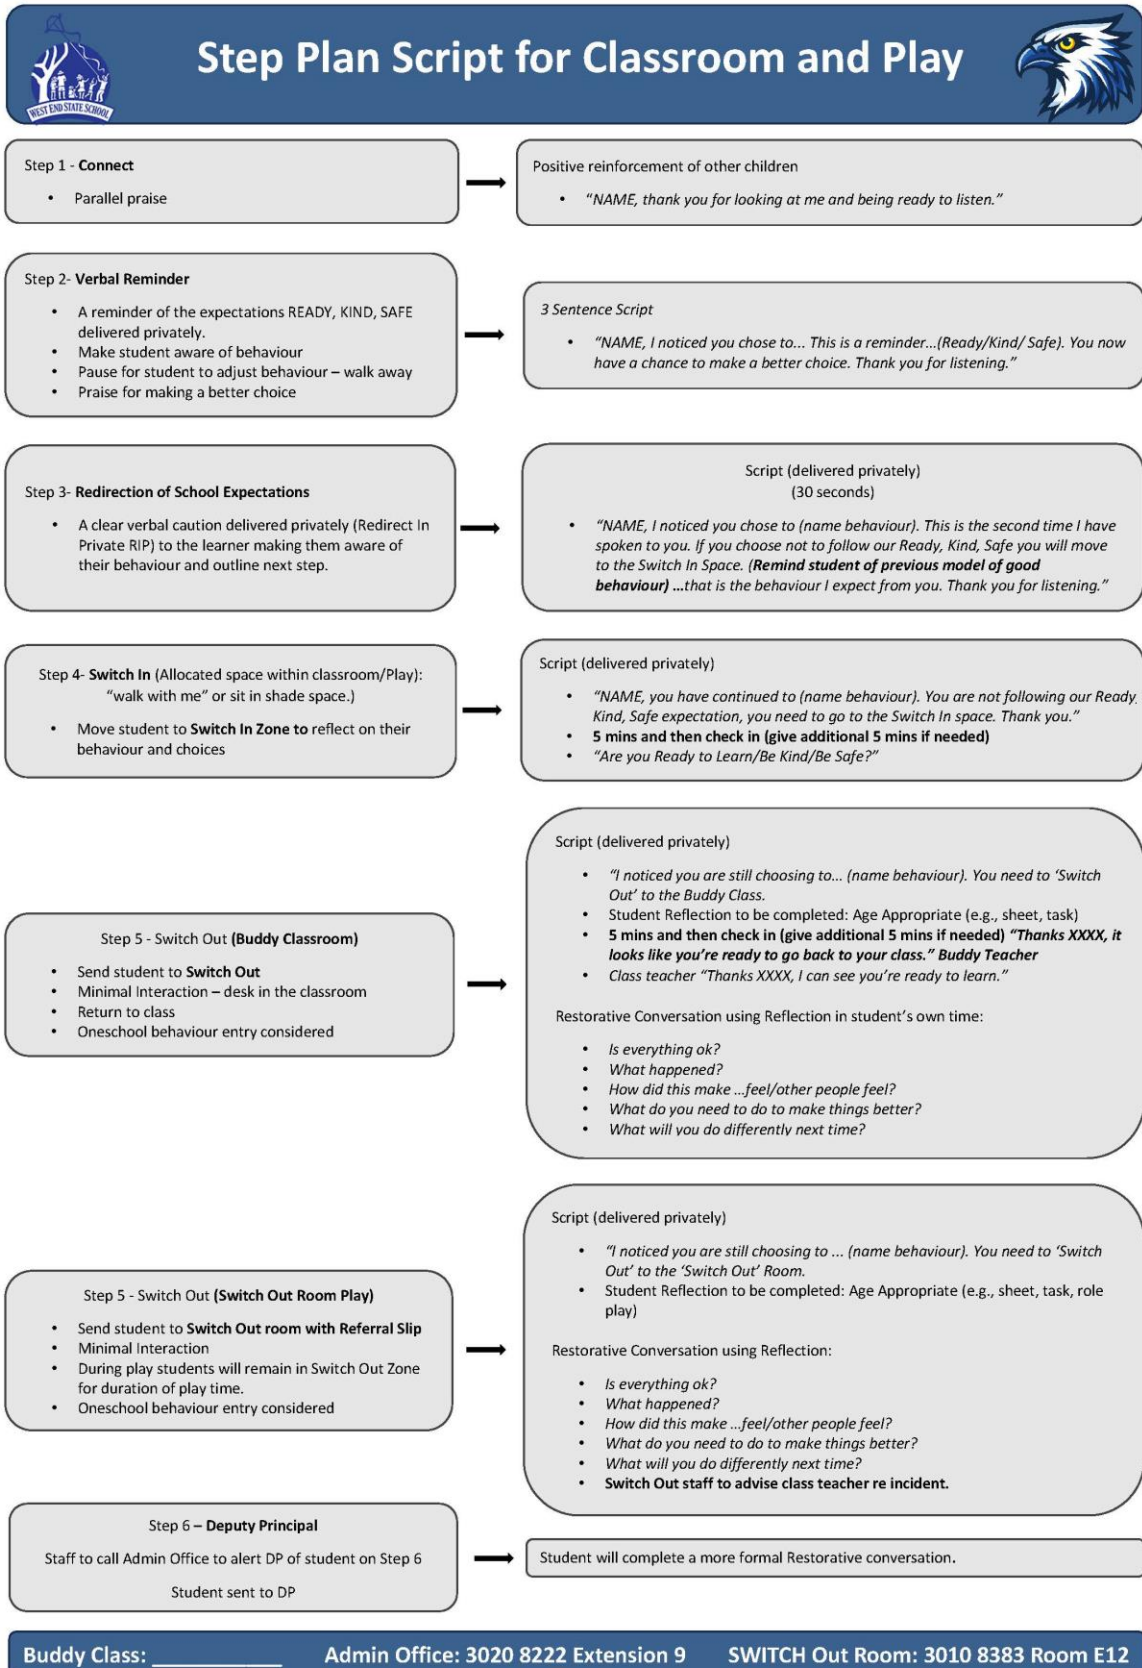 Step Plan Script for Classroom and Play
WEST END STATE SCHOOL
Step 1 - Connect
• Parallel praise
Positive reinforcement of other children
• “NAME, thank you for looking at me and being ready to listen.”
Step 2- Verbal Reminder
• A reminder of the expectations READY, KIND, SAFE
delivered privately.
• Make student aware of behaviour
• Pause for student to adjust behaviour – walk away
• Praise for making a better choice
3 Sentence Script
• “NAME, I noticed you chose to... This is a reminder...(Ready/Kind/ Safe). You now
have a chance to make a better choice. Thank you for listening.”
Step 3- Redirection of School Expectations
• A clear verbal caution delivered privately (Redirect In
Private RIP) to the learner making them aware of
their behaviour and outline next step.
Script (delivered privately)
(30 seconds)
• “NAME, I noticed you chose to (name behaviour). This is the second time I have
spoken to you. If you choose not to follow our Ready, Kind, Safe you will move
to the Switch In Space. (Remind student of previous model of good
behaviour) ...that is the behaviour I expect from you. Thank you for listening.”
Step 4- Switch In (Allocated space within classroom/Play):
“walk with me” or sit in shade space.)
• Move student to Switch In Zone to reflect on their
behaviour and choices
Script (delivered privately)
• “NAME, you have continued to (name behaviour). You are not following our Ready,
Kind, Safe expectation, you need to go to the Switch In space. Thank you.”
• 5 mins and then check in (give additional 5 mins if needed)
• “Are you Ready to Learn/Be Kind/Be Safe?”
Step 5 - Switch Out (Buddy Classroom)
• Send student to Switch Out
• Minimal Interaction – desk in the classroom
• Return to class
• Oneschool behaviour entry considered
Script (delivered privately)
• “I noticed you are still choosing to... (name behaviour). You need to ‘Switch
Out’ to the Buddy Class.
• Student Reflection to be completed: Age Appropriate (e.g., sheet, task)
• 5 mins and then check in (give additional 5 mins if needed) “Thanks XXXX, it
looks like you’re ready to go back to your class.” Buddy Teacher
• Class teacher “Thanks XXXX, I can see you’re ready to learn.”
Restorative Conversation using Reflection in student’s own time:
• Is everything ok?
• What happened?
• How did this make ...feel/other people feel?
• What do you need to do to make things better?
• What will you do differently next time?
Step 5 - Switch Out (Switch Out Room Play)
• Send student to Switch Out room with Referral Slip
• Minimal Interaction
• During play students will remain in Switch Out Zone
for duration of play time.
• Oneschool behaviour entry considered
Script (delivered privately)
• “I noticed you are still choosing to ... (name behaviour). You need to ‘Switch
Out’ to the ‘Switch Out’ Room.
• Student Reflection to be completed: Age Appropriate (e.g., sheet, task, role
play)
Restorative Conversation using Reflection:
• Is everything ok?
• What happened?
• How did this make ...feel/other people feel?
• What do you need to do to make things better?
• What will you do differently next time?
• Switch Out staff to advise class teacher re incident.
Step 6 – Deputy Principal
Staff to call Admin Office to alert DP of student on Step 6
Student sent to DP
Student will complete a more formal Restorative conversation.
Buddy Class: ____________ Admin Office: 3020 8222 Extension 9 SWITCH Out Room: 3010 8383 Room E12